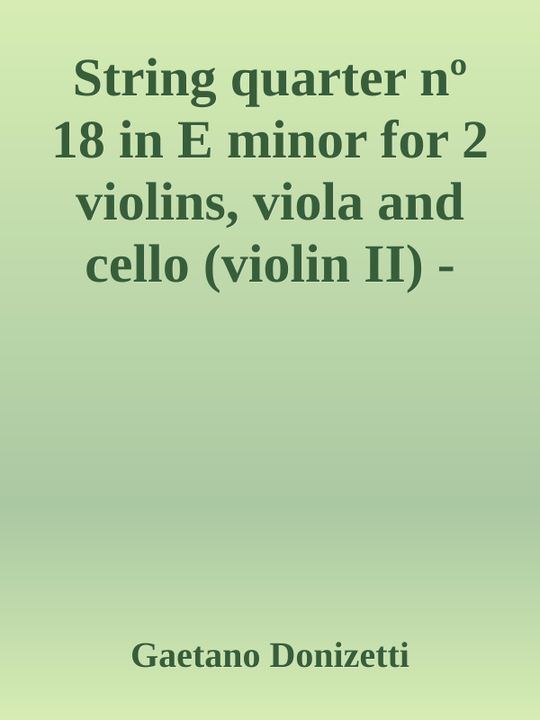 String quarter nº
18 in E minor for 2
violins, viola and
cello (violin II) -
Gaetano Donizetti